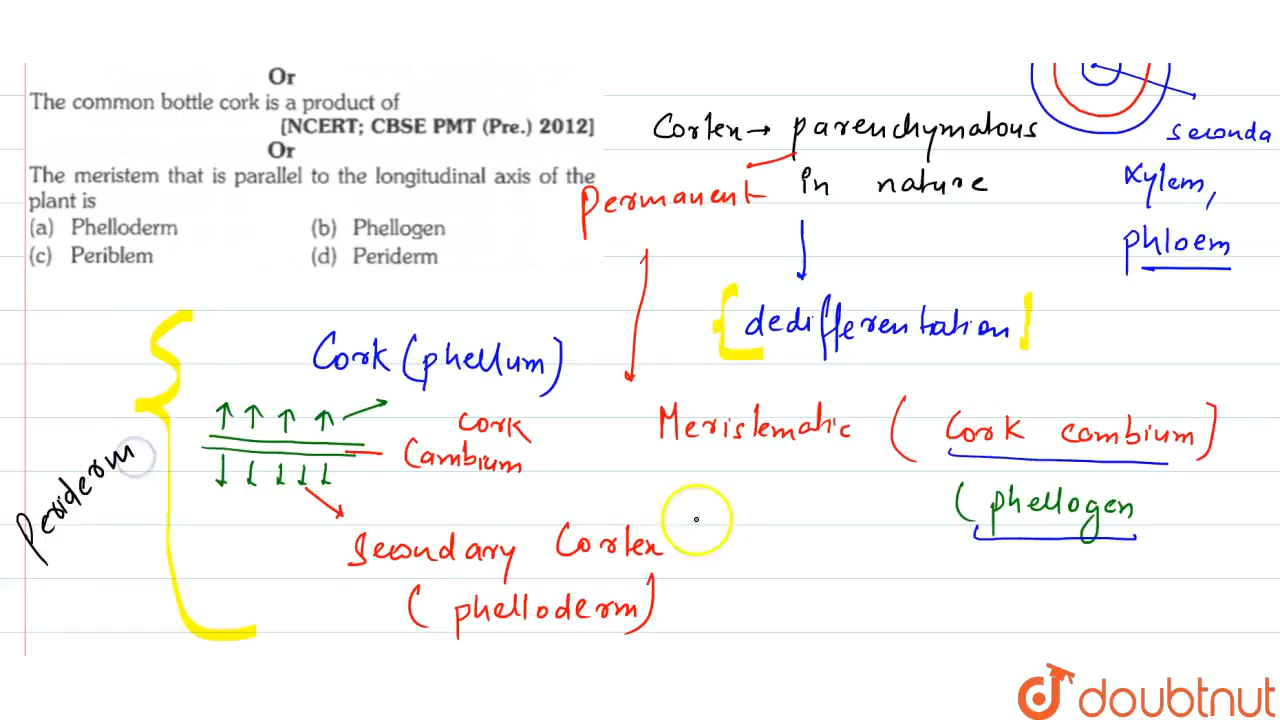 Or
The common bottle cork is a product of
[NCERT; CBSE PMT (Pre.) 2012]
Or
The meristem that is parallel to the longitudinal axis of the
plant is
(a) Phelloderm (b) Phellogen
(c) Periblem (d) Periderm
Cortex → parenchymatous
in nature
permanent
seconda
xylem,
phloem
[dedifferentiation]
Cork (phellum)
Cork
Cambium
Meristematic (Cork cambium)
(phellogen
Periderm
Secondary Cortex
(phelloderm)
doubtnut